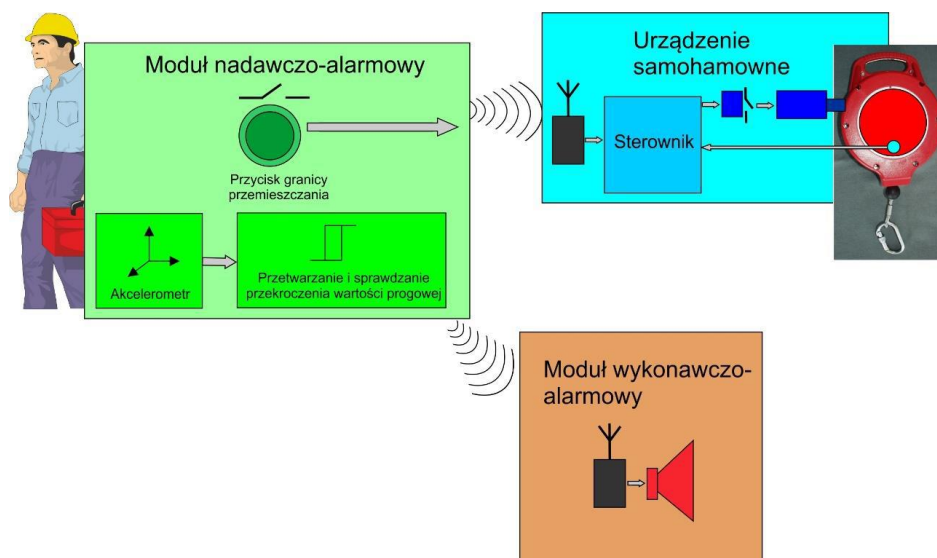 Moduł nadawczo-alarmowy
Przycisk granicy
przemieszczania
Akcelerometr
Przetwarzanie i sprawdzanie
przekroczenia wartości progowej
Urządzenie
samohamowne
Sterownik
Moduł wykonawczo-
alarmowy